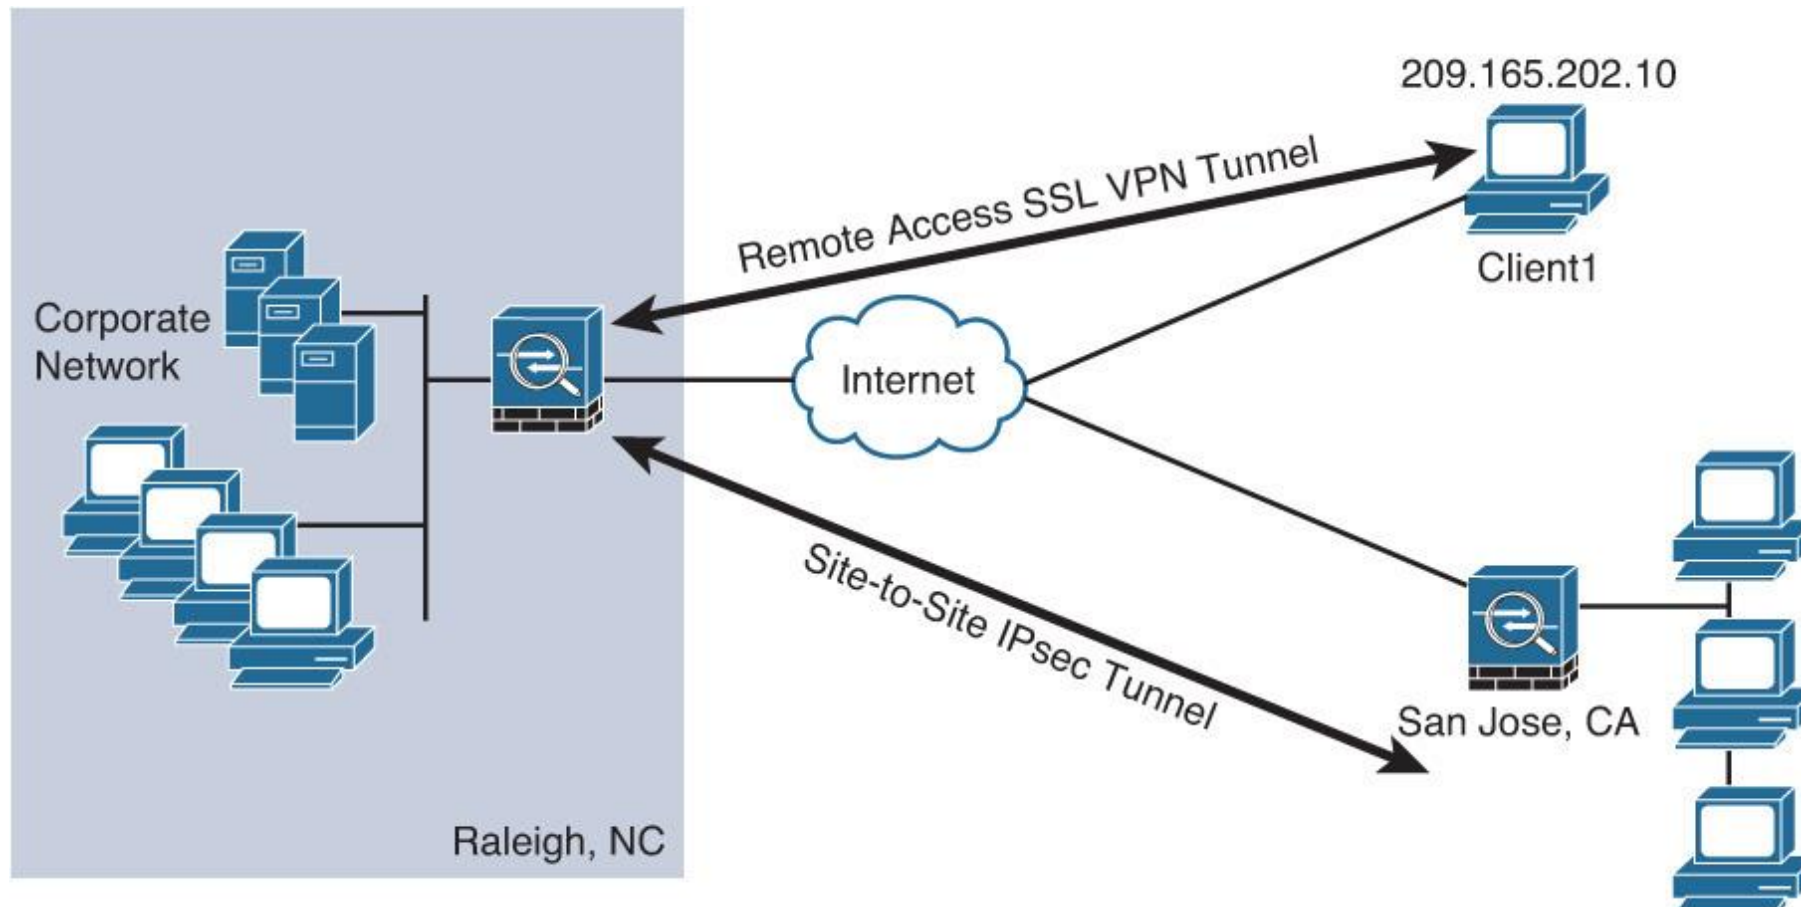 209.165.202.10
Remote Access SSL VPN Tunnel
Client1
Corporate
Network
Internet
Site-to-Site IPsec Tunnel
San Jose, CA
Raleigh, NC